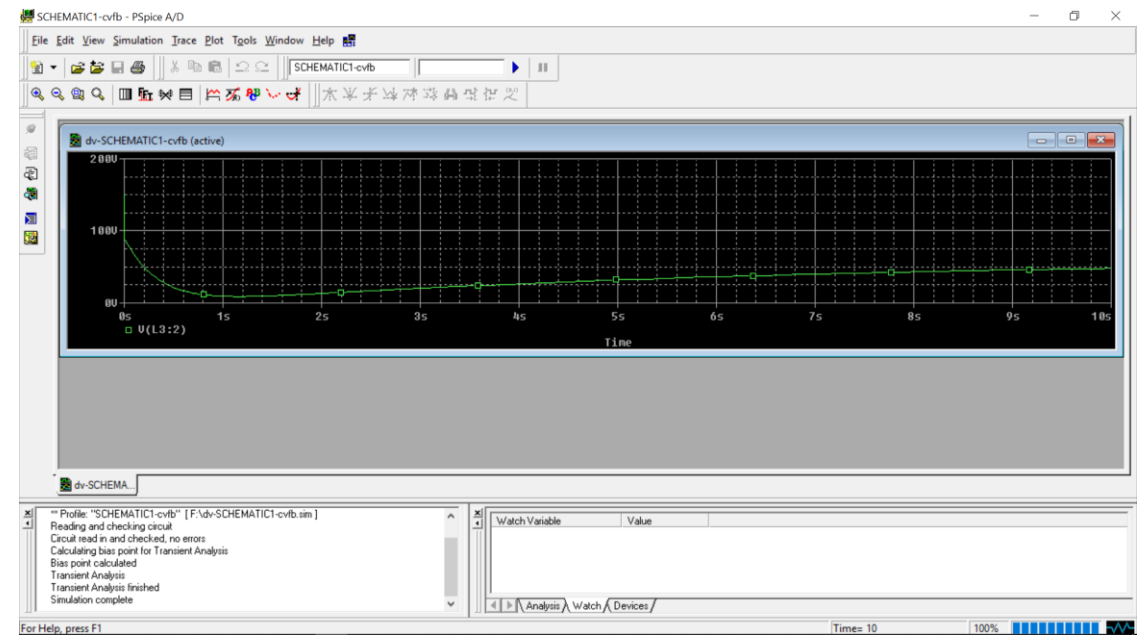 SCHEMATIC1-cvfb - PSpice A/D
File Edit View Simulation Trace Plot Tools Window Help
SCHEMATIC1-cvfb
dv-SCHEMATIC1-cvfb (active)
200V
100V
0V
0s 1s 2s 3s 4s 5s 6s 7s 8s 9s 10s
V(L3:2)
Time
dv-SCHEMA...
** Profile: "SCHEMATIC1-cvfb" [ F:\dv-SCHEMATIC1-cvfb.sim ]
Reading and checking circuit
Circuit read in and checked, no errors
Calculating bias point for Transient Analysis
Bias point calculated
Transient Analysis
Transient Analysis finished
Simulation complete
Watch Variable Value
Analysis Watch Devices
For Help, press F1 Time= 10 100%